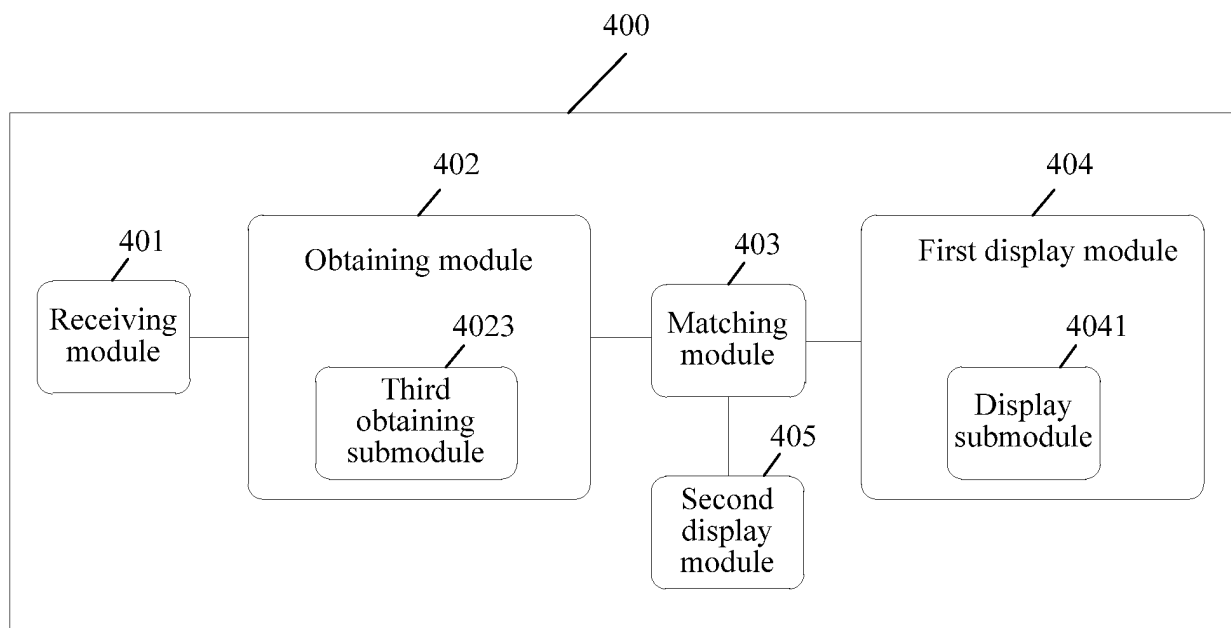 400
402
404
401
Obtaining module
403
First display module
Receiving
module
4023
Matching
module
4041
Third
obtaining
submodule
405
Display
submodule
Second
display
module